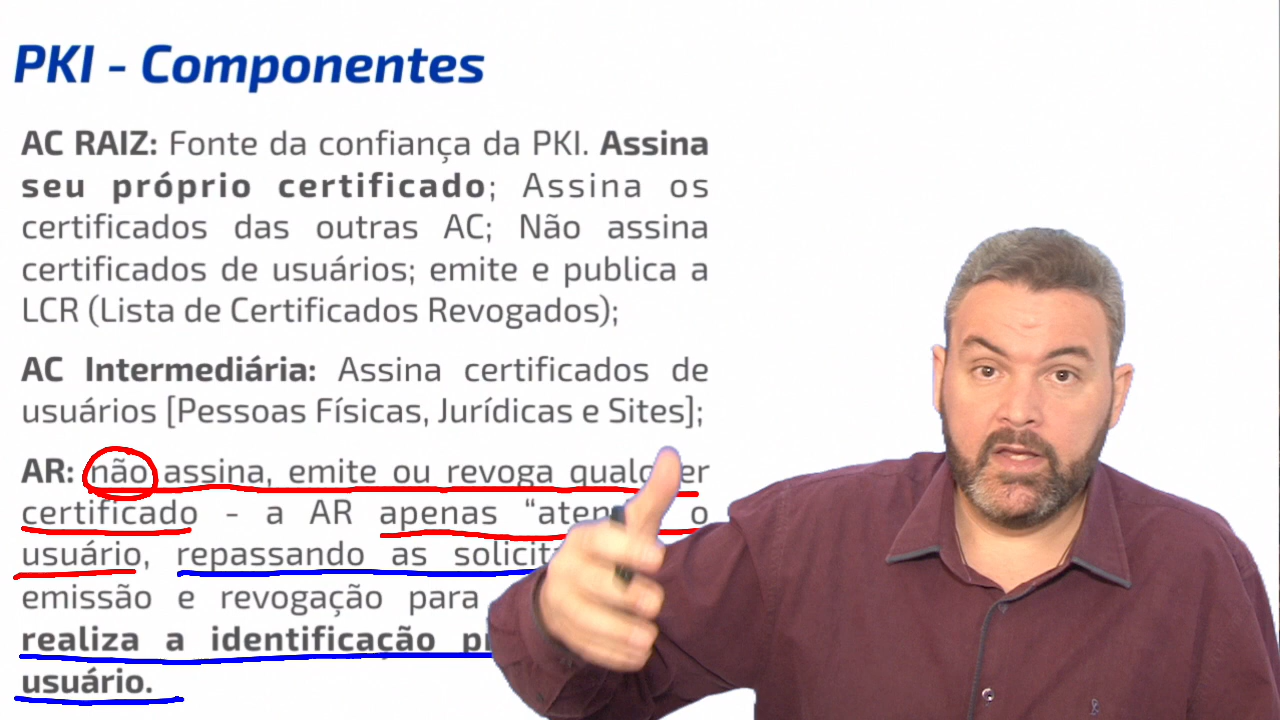 PKI - Componentes
AC RAIZ: Fonte da confiança da PKI. Assina
seu próprio certificado; Assina os
certificados das outras AC; Não assina
certificados de usuários; emite e publica a
LCR (Lista de Certificados Revogados);
AC Intermediária: Assina certificados de
usuários [Pessoas Físicas, Jurídicas e Sites];
AR: não assina, emite ou revoga qualquer
certificado - a AR apenas “atende o
usuário, repassando as
emissão e revogação para
realiza a identificação
usuário.